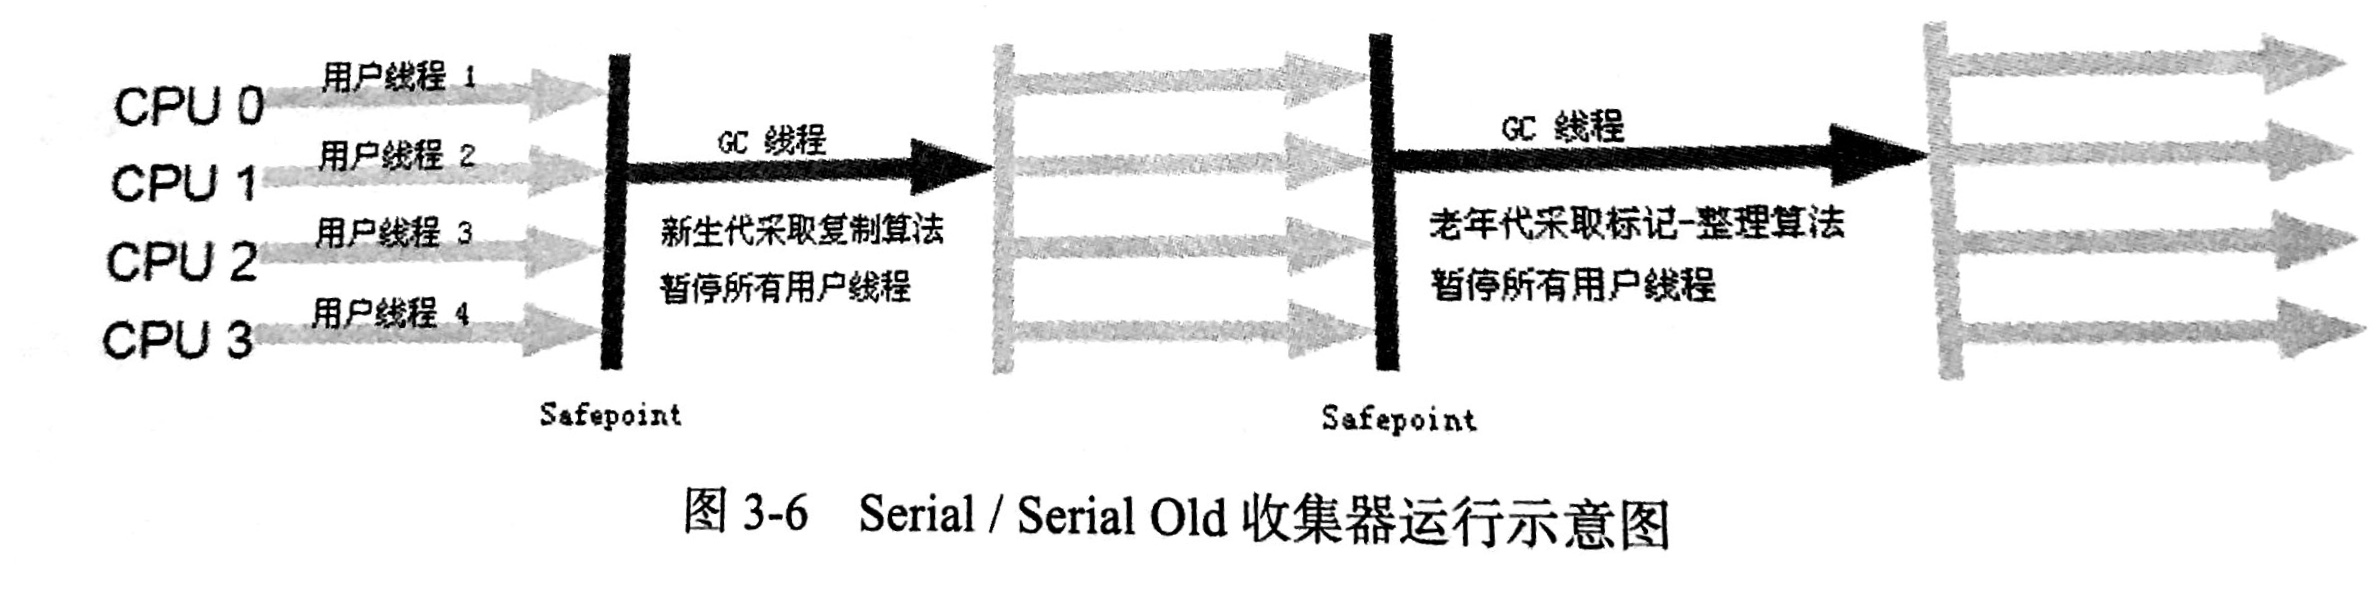 CPU 0
用户线程 1
CPU 1
用户线程 2
CPU 2
用户线程 3
CPU 3
用户线程 4
Safepoint
GC 线程
新生代采取复制算法
暂停所有用户线程
Safepoint
GC 线程
老年代采取标记-整理算法
暂停所有用户线程
图 3-6 Serial / Serial Old 收集器运行示意图